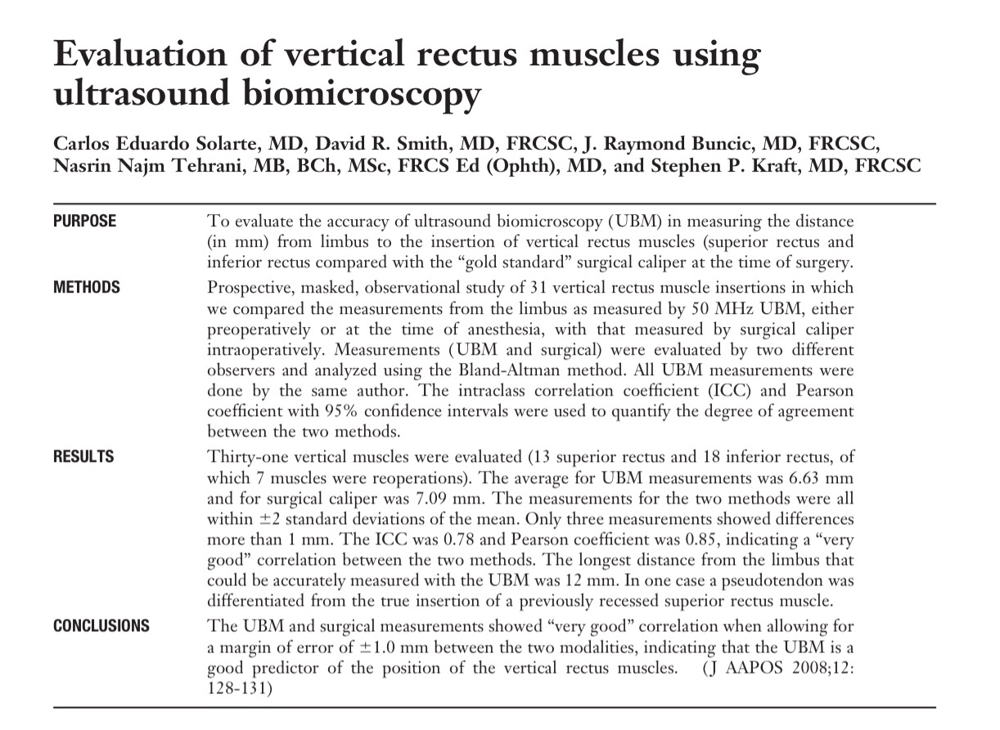 Evaluation of vertical rectus muscles using
ultrasound biomicroscopy
Carlos Eduardo Solarte, MD, David R. Smith, MD, FRCSC, J. Raymond Buncic, MD, FRCSC,
Nasrin Najm Tehrani, MB, BCh, MSc, FRCS Ed (Ophth), MD, and Stephen P. Kraft, MD, FRCSC
PURPOSE To evaluate the accuracy of ultrasound biomicroscopy (UBM) in measuring the distance
(in mm) from limbus to the insertion of vertical rectus muscles (superior rectus and
inferior rectus compared with the “gold standard” surgical caliper at the time of surgery.
METHODS Prospective, masked, observational study of 31 vertical rectus muscle insertions in which
we compared the measurements from the limbus as measured by 50 MHz UBM, either
preoperatively or at the time of anesthesia, with that measured by surgical caliper
intraoperatively. Measurements (UBM and surgical) were evaluated by two different
observers and analyzed using the Bland-Altman method. All UBM measurements were
done by the same author. The intraclass correlation coefficient (ICC) and Pearson
coefficient with 95% confidence intervals were used to quantify the degree of agreement
between the two methods.
RESULTS Thirty-one vertical muscles were evaluated (13 superior rectus and 18 inferior rectus, of
which 7 muscles were reoperations). The average for UBM measurements was 6.63 mm
and for surgical caliper was 7.09 mm. The measurements for the two methods were all
within ±2 standard deviations of the mean. Only three measurements showed differences
more than 1 mm. The ICC was 0.78 and Pearson coefficient was 0.85, indicating a “very
good” correlation between the two methods. The longest distance from the limbus that
could be accurately measured with the UBM was 12 mm. In one case a pseudotendon was
differentiated from the true insertion of a previously recessed superior rectus muscle.
CONCLUSIONS The UBM and surgical measurements showed “very good” correlation when allowing for
a margin of error of ±1.0 mm between the two modalities, indicating that the UBM is a
good predictor of the position of the vertical rectus muscles. (J AAPOS 2008;12:
128-131)